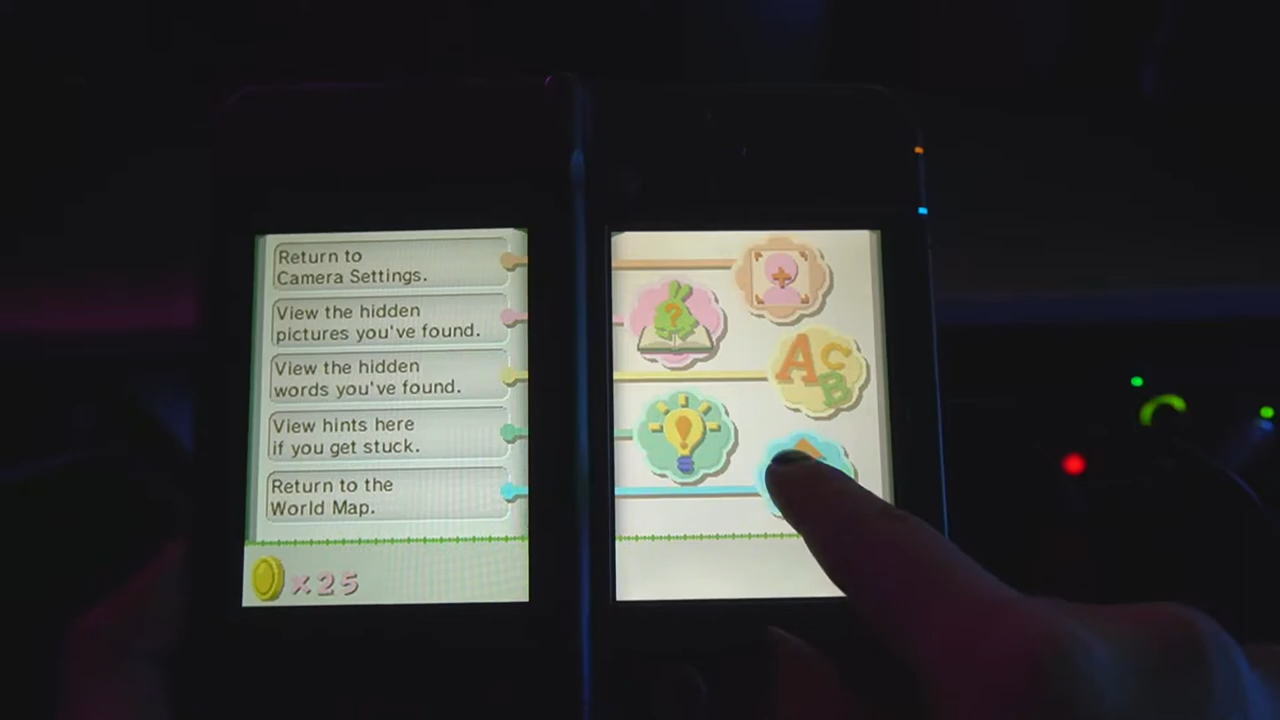 Return to
Camera Settings.
View the hidden
pictures you've found.
View the hidden
words you've found.
View hints here
if you get stuck.
Return to the
World Map.
×25
?
A C
B